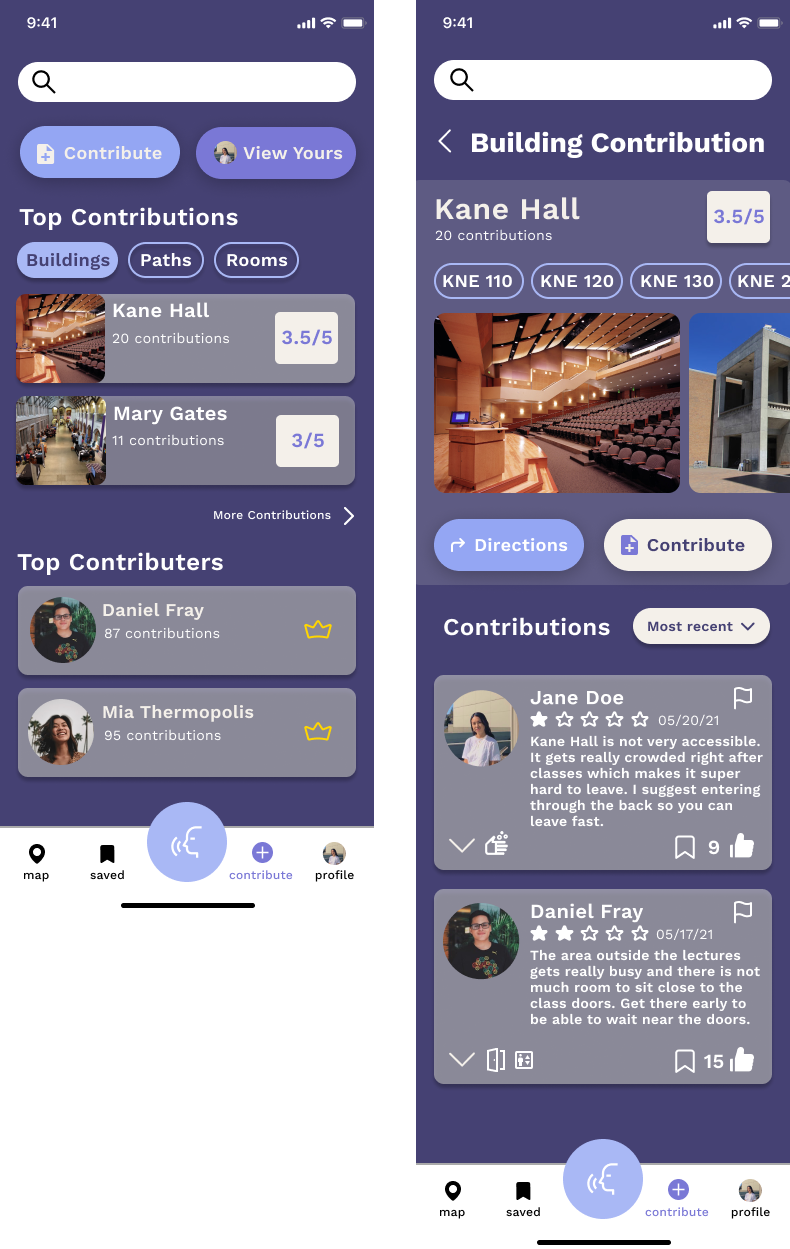 9:41
Contribute
View Yours
Top Contributions
Buildings
Paths
Rooms
Kane Hall
20 contributions
3.5/5
Mary Gates
11 contributions
3/5
More Contributions
Top Contributers
Daniel Fray
87 contributions
Mia Thermopolis
95 contributions
map
saved
contribute
profile
9:41
Building Contribution
Kane Hall
20 contributions
3.5/5
KNE 110
KNE 120
KNE 130
KNE 2
Directions
Contribute
Contributions
Most recent
Jane Doe
05/20/21
Kane Hall is not very accessible.
It gets really crowded right after
classes which makes it super
hard to leave. I suggest entering
through the back so you can
leave fast.
9
Daniel Fray
05/17/21
The area outside the lectures
gets really busy and there is not
much room to sit close to the
class doors. Get there early to
be able to wait near the doors.
15
map
saved
contribute
profile